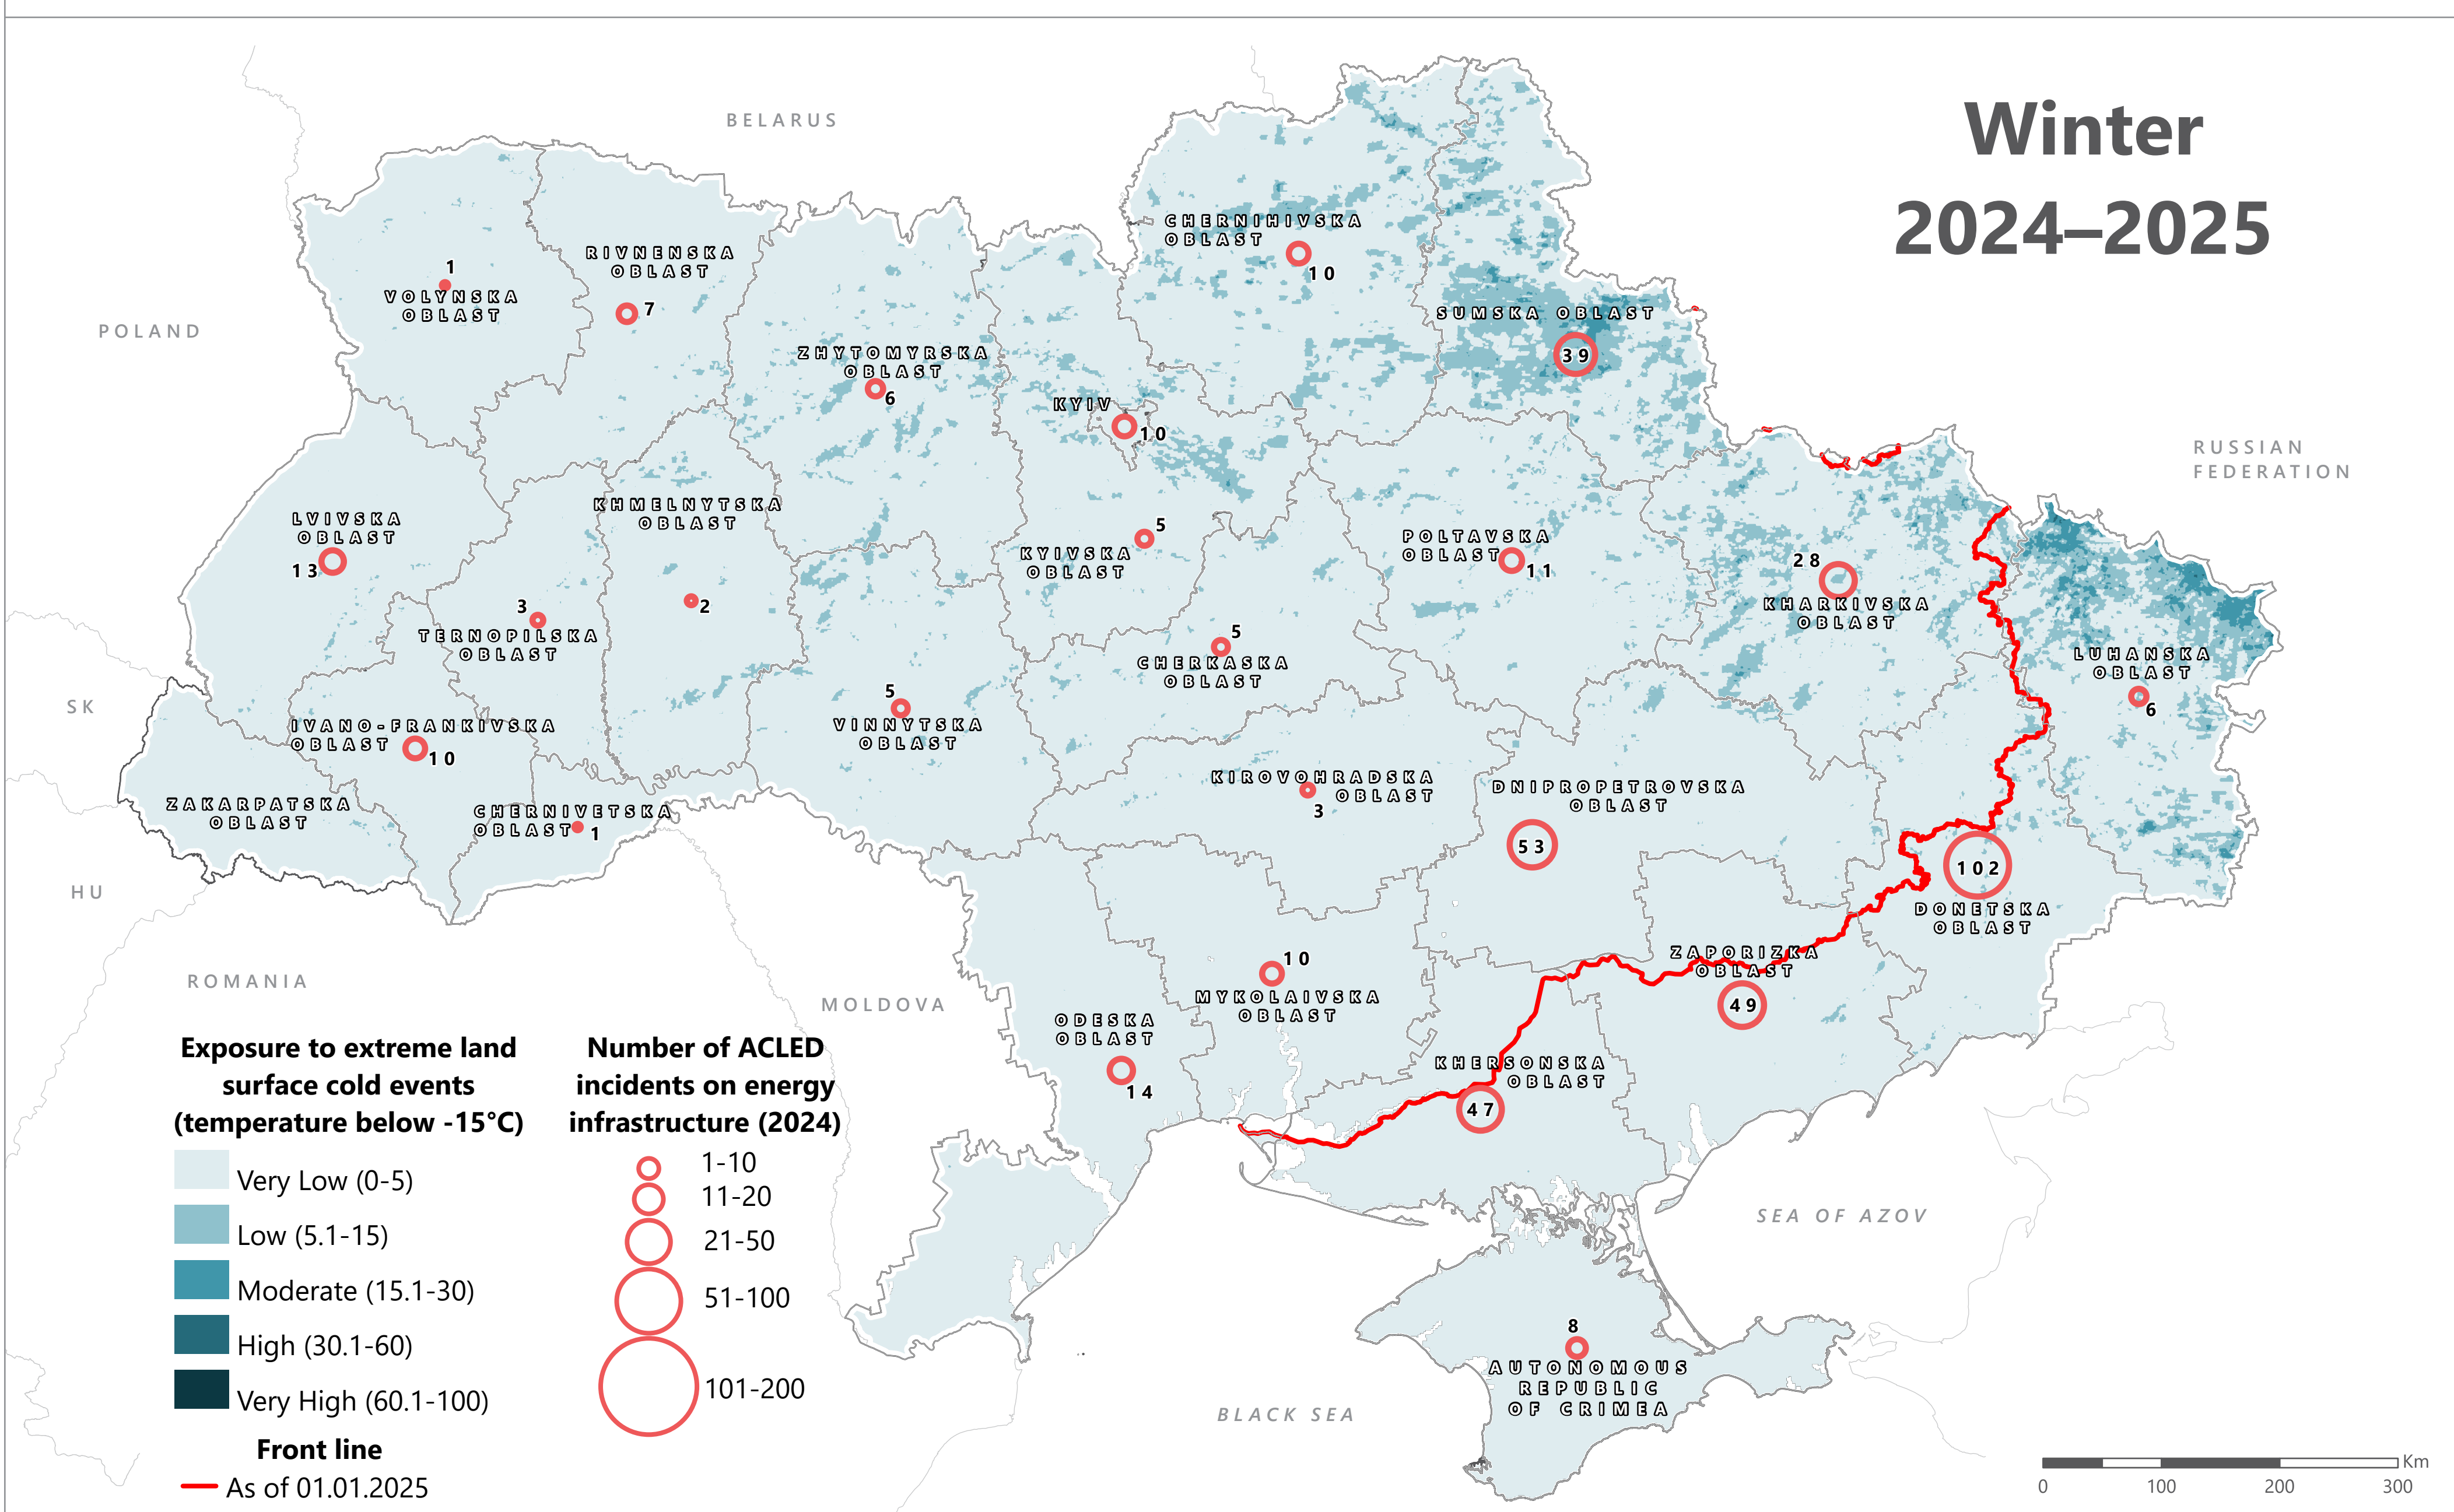 Winter
2024–2025
BELARUS
POLAND
RUSSIAN
FEDERATION
SK
HU
ROMANIA
MOLDOVA
SEA OF AZOV
BLACK SEA
CHERNIHIVSKA
OBLAST
10
1
VOLYNSKA
OBLAST
RIVNENSKA
OBLAST
7
SUMSKA OBLAST
39
ZHYTOMYRSKA
OBLAST
6
KYIV
10
LVIVSKA
OBLAST
13
KHMELNYTSKA
OBLAST
2
5
KYIVSKA
OBLAST
POLTAVSKA
OBLAST
11
28
KHARKIVSKA
OBLAST
3
TERNOPILSKA
OBLAST
5
CHERKASKA
OBLAST
LUHANSKA
OBLAST
6
IVANO-FRANKIVSKA
OBLAST
10
5
VINNYTSKA
OBLAST
ZAKARPATSKA
OBLAST
CHERNIVETSKA
OBLAST
1
KIROVOHRADSKA
OBLAST
3
DNIPROPETROVSKA
OBLAST
53
102
DONETSKA
OBLAST
ZAPORIZKA
OBLAST
49
10
MYKOLAIVSKA
OBLAST
ODESKA
OBLAST
14
KHERSONSKA
OBLAST
47
8
AUTONOMOUS
REPUBLIC
OF CRIMEA
Exposure to extreme land
surface cold events
(temperature below -15°C)
Very Low (0-5)
Low (5.1-15)
Moderate (15.1-30)
High (30.1-60)
Very High (60.1-100)
Front line
As of 01.01.2025
Number of ACLED
incidents on energy
infrastructure (2024)
1-10
11-20
21-50
51-100
101-200
Km
0 100 200 300